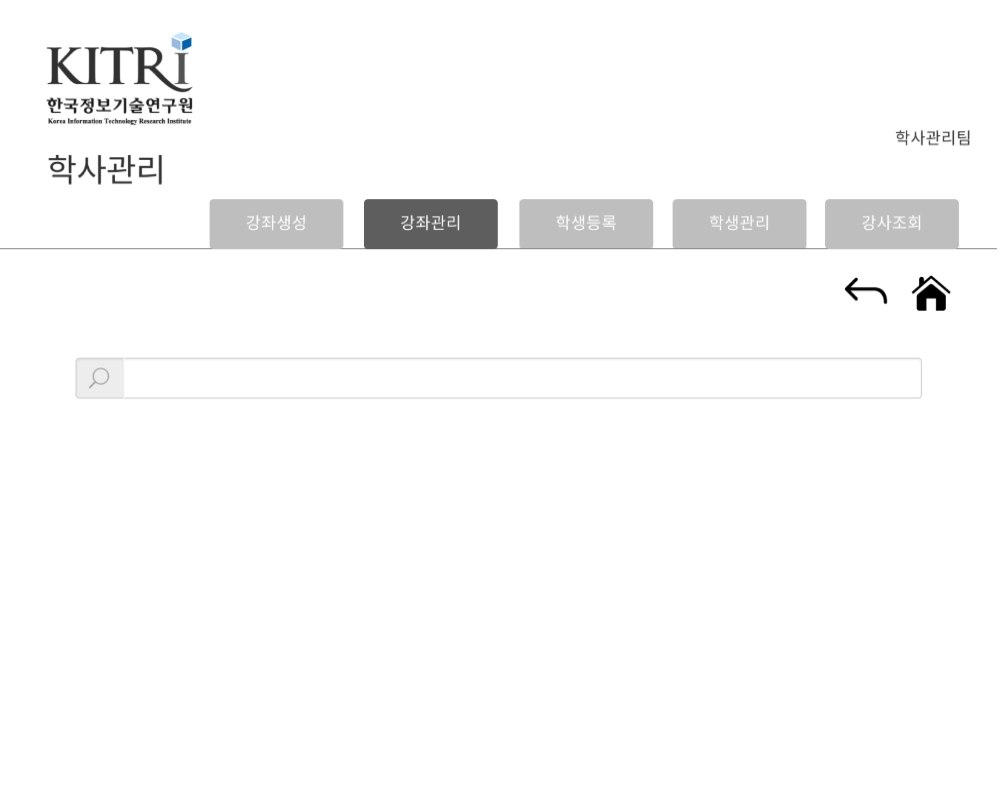 KITRI
한국정보기술연구원
Korea Information Technology Research Institute
학사관리팀
학사관리
강좌생성 강좌관리 학생등록 학생관리 강사조회